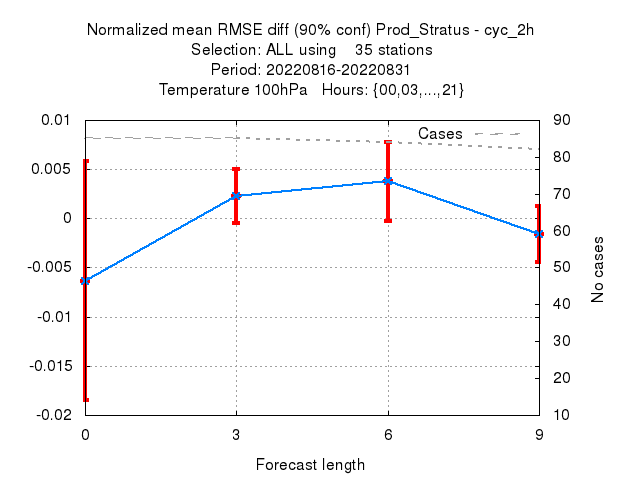 Normalized mean RMSE diff (90% conf) Prod_Stratus - cyc_2h
Selection: ALL using    35 stations
Period: 20220816-20220831
Temperature 100hPa   Hours: {00,03,...,21}
0.01
0.005
0
-0.005
-0.01
-0.015
-0.02
Cases
90
80
70
60
50
40
30
20
10
No cases
0
3
6
9
Forecast length